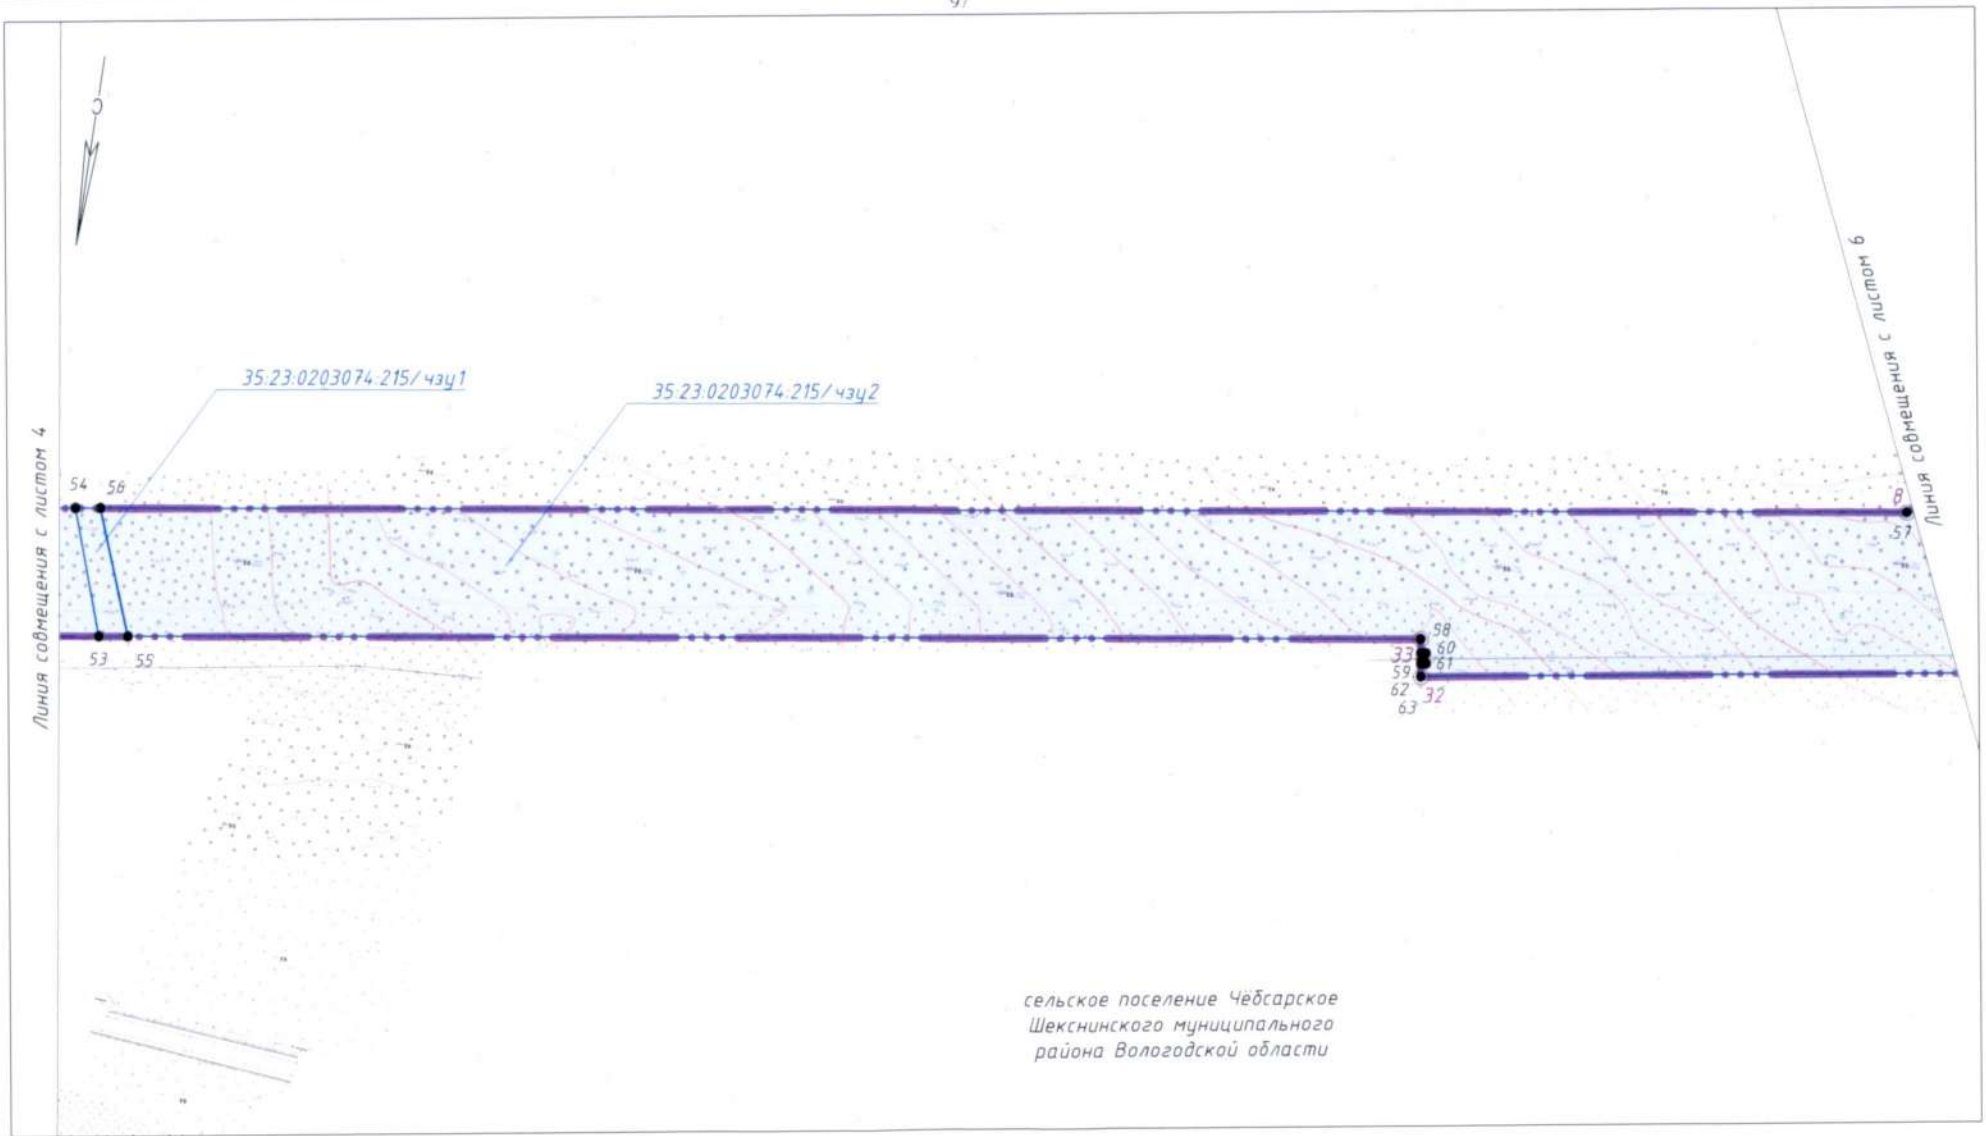 С
35:23:0203074:215/чзу1
35:23:0203074:215/чзу2
Линия совмещения с листом 4
Линия совмещения с листом 6
54
56
8
57
53
55
58
33
60
61
59
62
32
63
сельское поселение Чёбсарское
Шекснинского муниципального
района Вологодской области